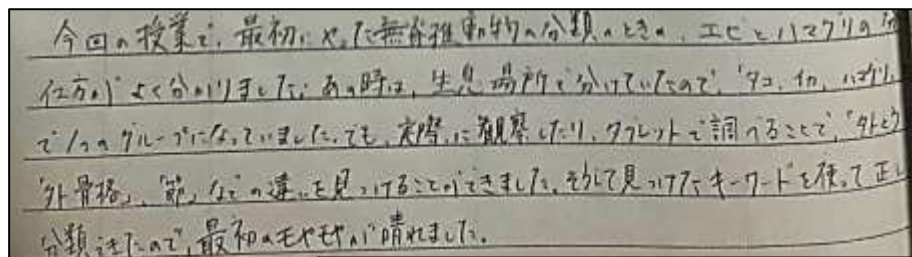 今回の授業で、最初にやった無脊椎動物の分類のときの、エビとハマグリの分
仕方がよく分かりました。あの時は、生息場所で分けていたので、「タコ、イカ、ハマグリ」
で1つのグループになっていました。でも、実際に観察したり、タブレットで調べることで、「外とう
「外骨格」、「節」などの違いを見つけることができました。そうして見つけたキーワードを使って正し
分類できたので、最初のモヤモヤが晴れました。